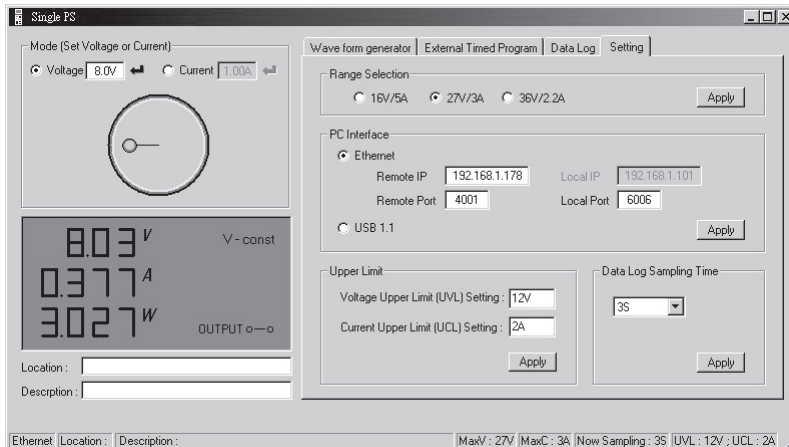 Single PS
Mode (Set Voltage or Current)
Voltage 8.0V Current 1.00A
8.03 V V-const
0.377 A
3.027 W OUTPUT
Location :
Descrption :
Wave form generator External Timed Program Data Log Setting
Range Selection
16V/5A 27V/3A 36V/2.2A Apply
PC Interface
Ethernet
Remote IP 192.168.1.178 Local IP 192.168.1.101
Remote Port 4001 Local Port 6006
USB 1.1 Apply
Upper Limit
Voltage Upper Limit (UVL) Setting : 12V
Current Upper Limit (UCL) Setting : 2A
Apply
Data Log Sampling Time
3S
Apply
Ethernet Location : Description : MaxV : 27V MaxC : 3A Now Sampling : 3S UVL : 12V ; UCL : 2A